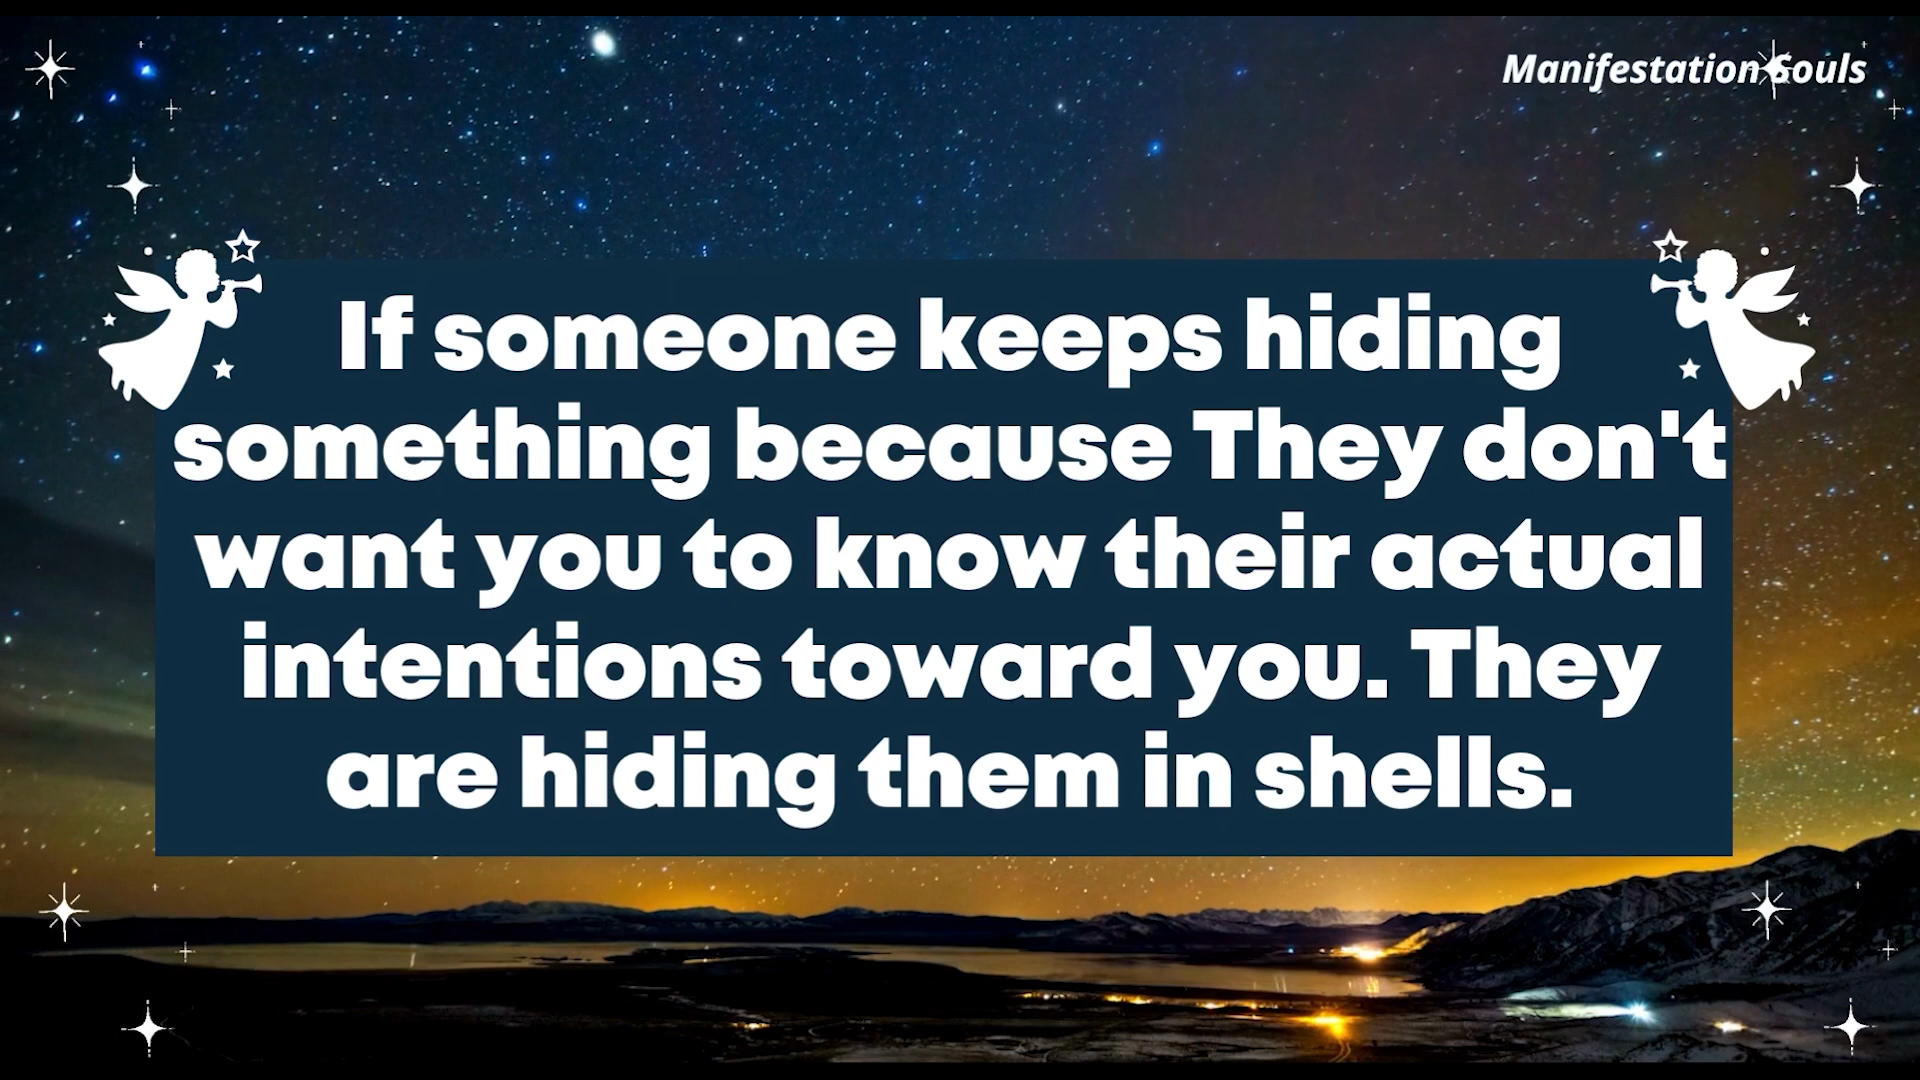 Manifestation Souls
If someone keeps hiding
something because They don't
want you to know their actual
intentions toward you. They
are hiding them in shells.